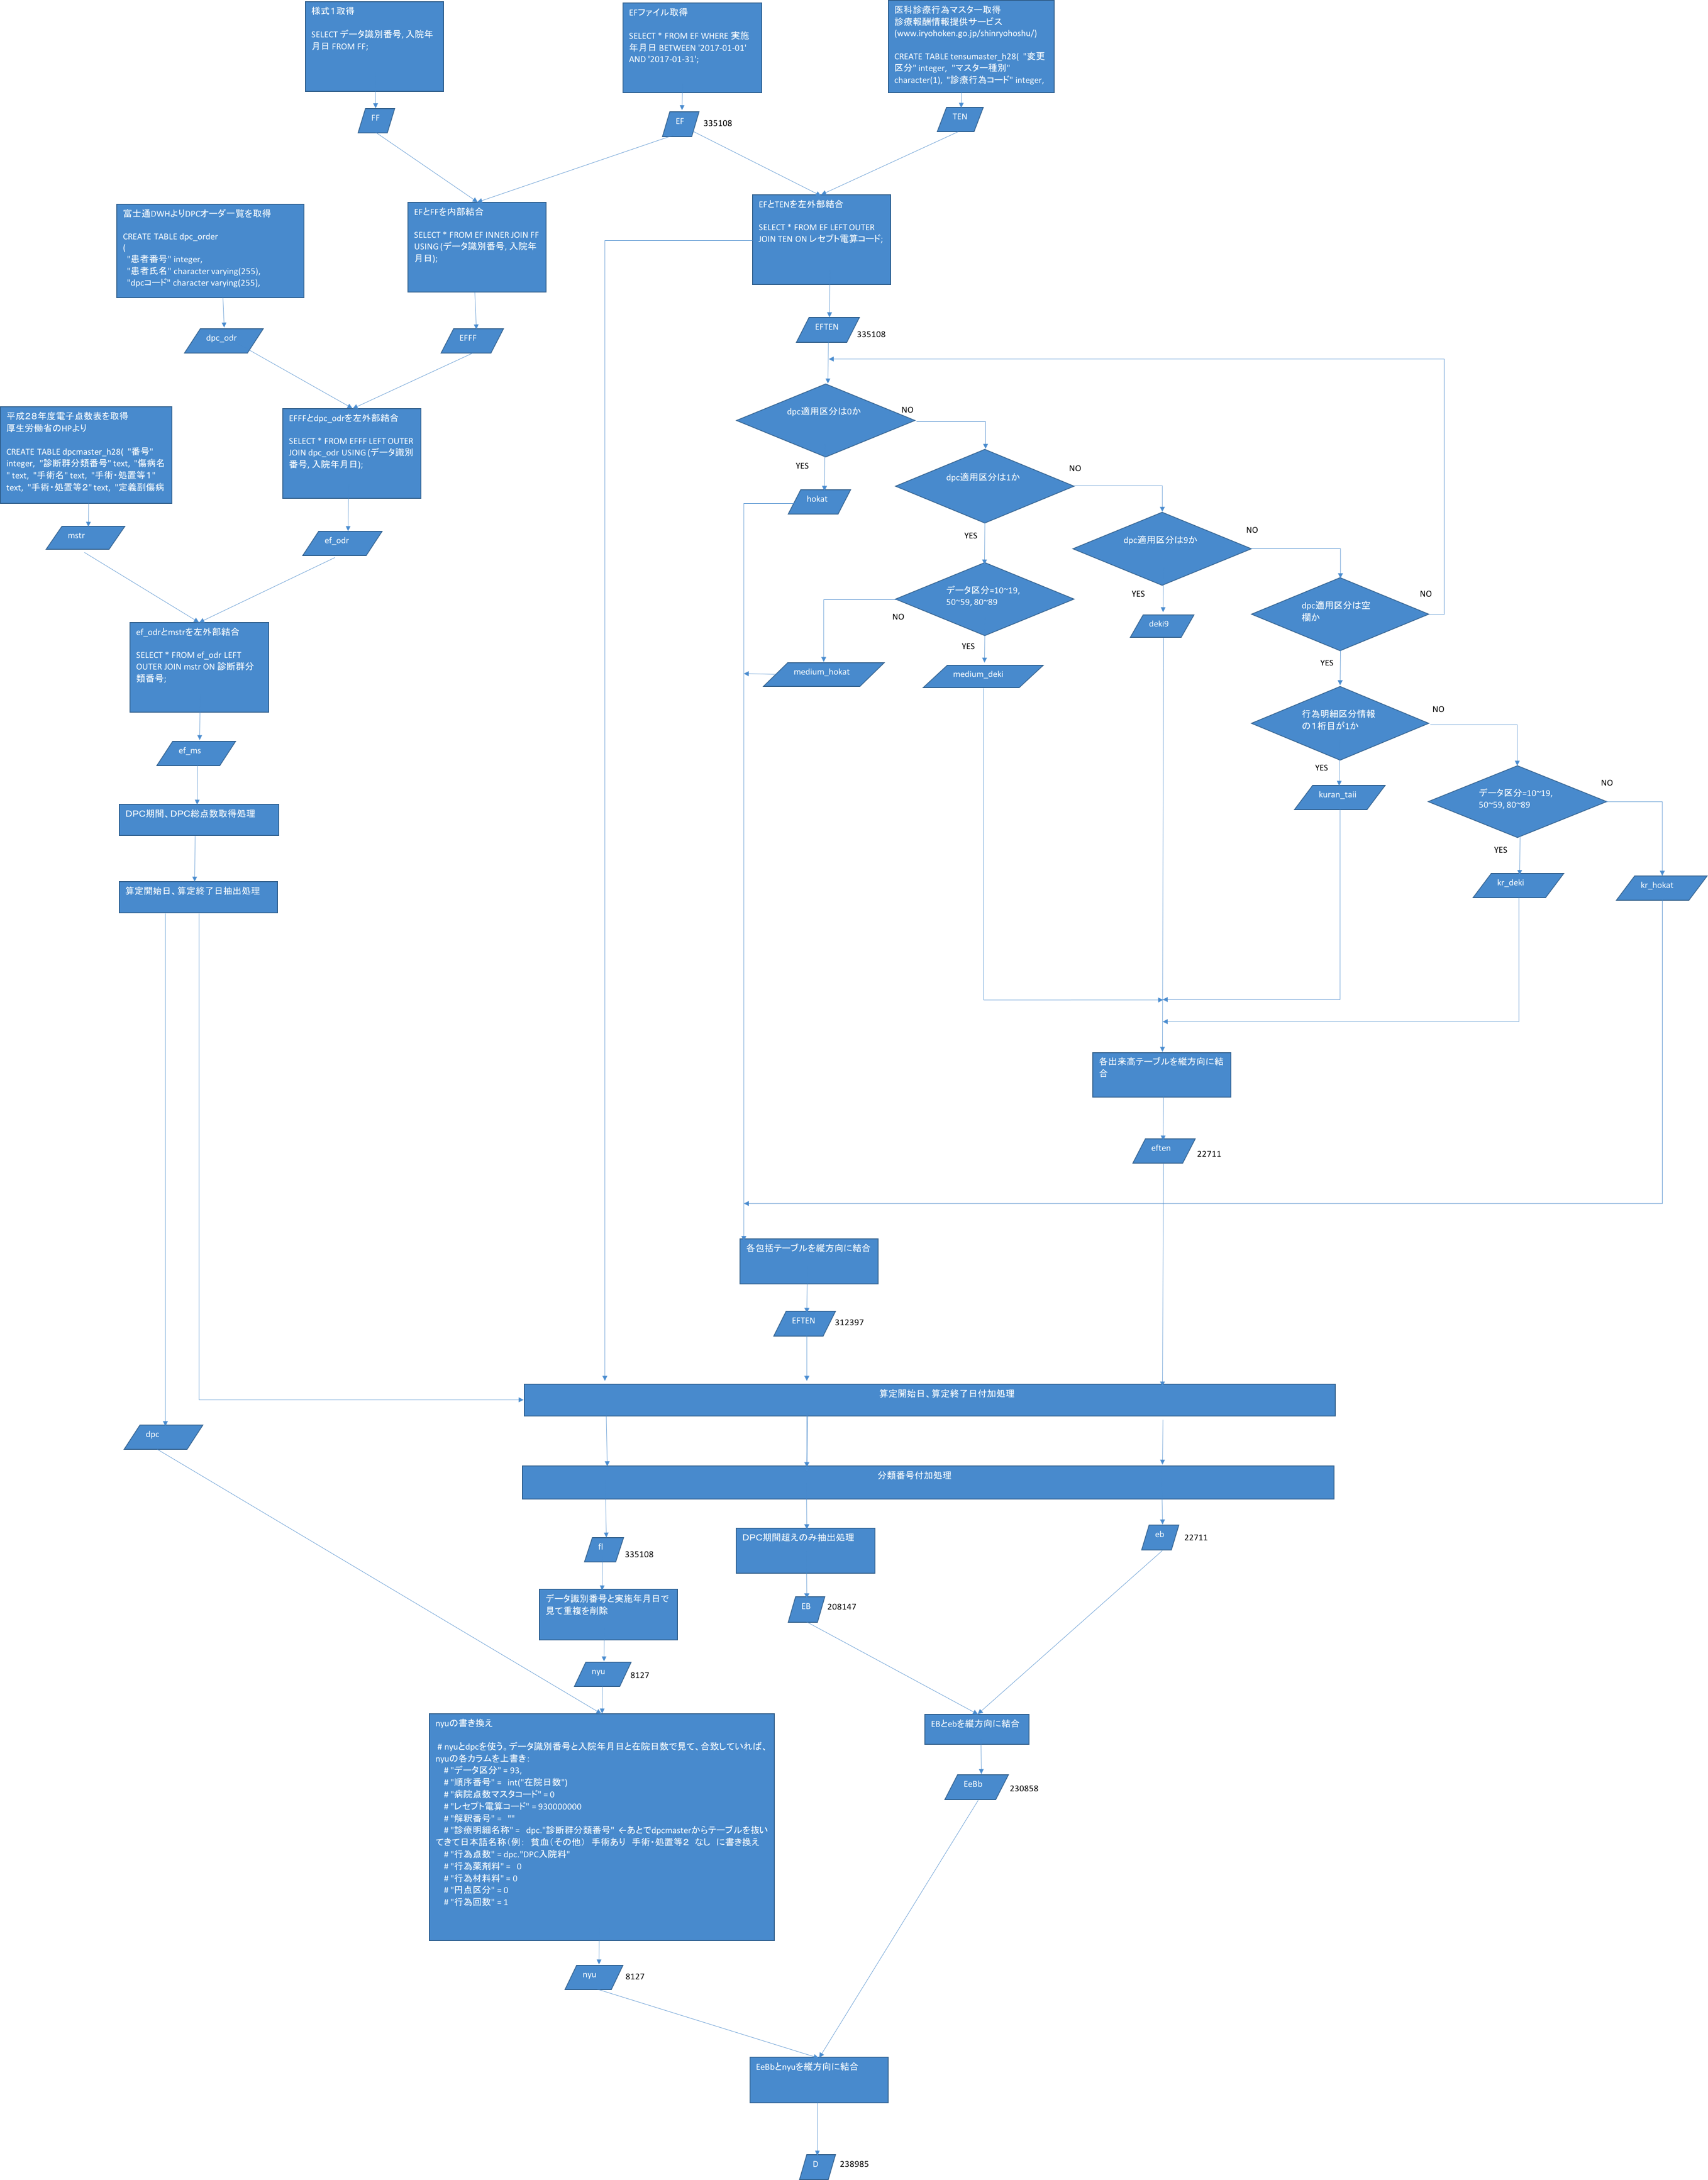 様式１取得
SELECT データ識別番号, 入院年
月日 FROM FF;
EFファイル取得
SELECT * FROM EF WHERE 実施
年月日 BETWEEN '2017-01-01'
AND '2017-01-31';
医科診療行為マスター取得
診療報酬情報提供サービス
(www.iryohoken.go.jp/shinryohoshu/)
CREATE TABLE tensumaster_h28( "変更
区分" integer, "マスター種別"
character(1), "診療行為コード" integer,
FF
EF
335108
TEN
富士通DWHよりDPCオーダ一覧を取得
CREATE TABLE dpc_order
(
"患者番号" integer,
"患者氏名" character varying(255),
"dpcコード" character varying(255),
EFとFFを内部結合
SELECT * FROM EF INNER JOIN FF
USING (データ識別番号, 入院年
月日);
EFとTENを左外部結合
SELECT * FROM EF LEFT OUTER
JOIN TEN ON レセプト電算コード;
dpc_odr
EFFF
EFTEN
335108
平成２８年度電子点数表を取得
厚生労働省のHPより
CREATE TABLE dpcmaster_h28( "番号"
integer, "診断群分類番号" text, "傷病名
" text, "手術名" text, "手術・処置等１"
text, "手術・処置等２" text, "定義副傷病
EFFFとdpc_odrを左外部結合
SELECT * FROM EFFF LEFT OUTER
JOIN dpc_odr USING (データ識別
番号, 入院年月日);
dpc適用区分は0か
NO
YES
hokat
dpc適用区分は1か
NO
YES
mstr
ef_odr
dpc適用区分は9か
NO
YES
データ区分=10~19,
50~59, 80~89
NO
YES
dpc適用区分は空
欄か
NO
YES
deki9
ef_odrとmstrを左外部結合
SELECT * FROM ef_odr LEFT
OUTER JOIN mstr ON 診断群分
類番号;
medium_hokat
medium_deki
行為明細区分情報
の１桁目が1か
NO
YES
ef_ms
kuran_taii
データ区分=10~19,
50~59, 80~89
NO
YES
DPC期間、DPC総点数取得処理
算定開始日、算定終了日抽出処理
kr_deki
kr_hokat
各出来高テーブルを縦方向に結
合
eften
22711
各包括テーブルを縦方向に結合
EFTEN
312397
算定開始日、算定終了日付加処理
dpc
分類番号付加処理
fl
335108
DPC期間超えのみ抽出処理
eb
22711
データ識別番号と実施年月日で
見て重複を削除
EB
208147
nyu
8127
nyuの書き換え
# nyuとdpcを使う。データ識別番号と入院年月日と在院日数で見て、合致していれば、
nyuの各カラムを上書き:
# "データ区分" = 93,
# "順序番号" = int("在院日数")
# "病院点数マスタコード" = 0
# "レセプト電算コード" = 930000000
# "解釈番号" = ""
# "診療明細名称" = dpc."診断群分類番号" ←あとでdpcmasterからテーブルを抜い
てきて日本語名称（例： 貧血（その他） 手術あり 手術・処置等２ なし に書き換え
# "行為点数" = dpc."DPC入院料"
# "行為薬剤料" = 0
# "行為材料料" = 0
# "円点区分" = 0
# "行為回数" = 1
EBとebを縦方向に結合
EeBb
230858
nyu
8127
EeBbとnyuを縦方向に結合
D
238985